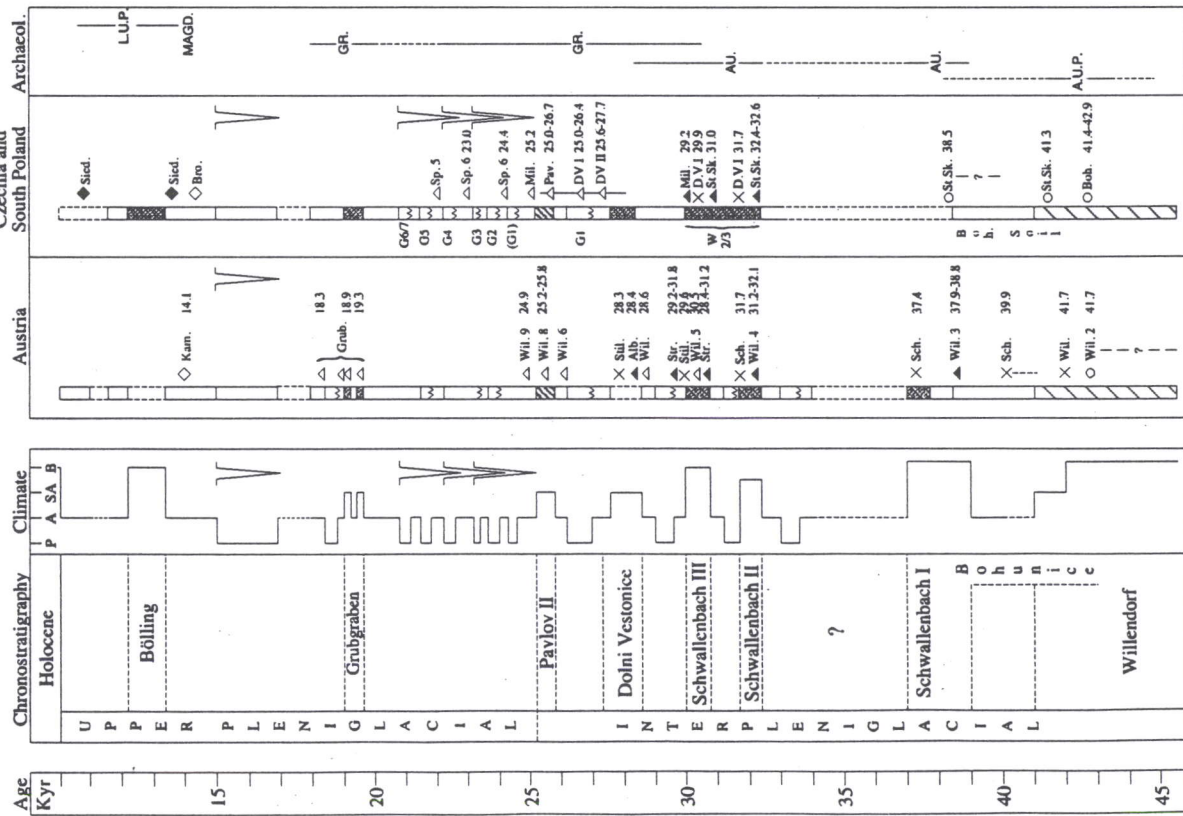 Age
Kyr
15
20
25
30
35
40
45
Chronostratigraphy
Holocene
UPPER PLENIGLACIAL
INTERPLENIGLACIAL
Bölling
Grubgraben
Pavlov II
Dolni Vestonice
Schwallenbach III
Schwallenbach II
?
Schwallenbach I
Bohunice
Willendorf
Climate
P A SA B
Austria
Kam. 14.1
18.3
Grub. 18.9
19.3
Wil. 9 24.9
Wil. 8 25.2-25.8
Wil. 6
Stil. 28.3
Alb. 28.4
Wil. 28.6
Str. 29.2-31.8
Stil. 29.6
Wil. 5 30.5
Str. 28.4-31.2
Sch. 31.7
Wil. 4 31.2-32.1
Sch. 37.4
Wil. 3 37.9-38.8
Sch. 39.9
Wil. 41.7
Wil. 2 41.7
?
Czechia and
South Poland
Sied.
Sied.
Bro.
G6/7
G5
G4
G3
G2
(G1)
G1
W 2/3
Boh. Soil
Sp. 5
Sp. 6 23.0
Sp. 6 24.4
Mil. 25.2
Pav. 25.0-26.7
DV I 25.0-26.4
DV II 25.6-27.7
Mil. 29.2
D.V.I 29.9
St Sk. 31.0
D.V.I 31.7
St Sk. 32.4-32.6
St Sk. 38.5
?
St Sk. 41.3
Boh. 41.4-42.9
Archaeol.
L.U.P.
MAGD.
GR.
GR.
AU.
AU.
A.U.P.